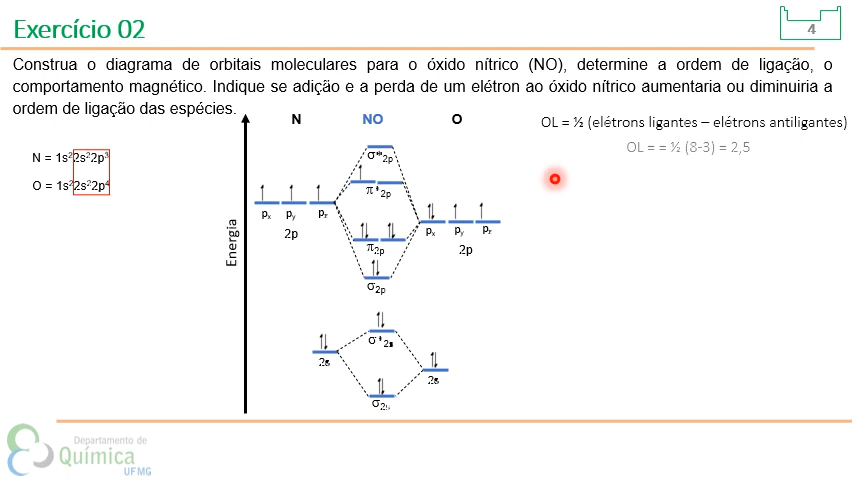 Exercício 02
4
Construa o diagrama de orbitais moleculares para o óxido nítrico (NO), determine a ordem de ligação, o
comportamento magnético. Indique se adição e a perda de um elétron ao óxido nítrico aumentaria ou diminuiria a
ordem de ligação das espécies.
N NO O
OL = ½ (elétrons ligantes – elétrons antiligantes)
OL = = ½ (8-3) = 2,5
N = 1s²2s²2p³
O = 1s²2s²2p⁴
Energia
σ*2p
π*2p
px py pz
2p
px py pz
2p
π2p
σ2p
σ*2s
2s
2s
σ2s
Departamento de
Química
UFMG